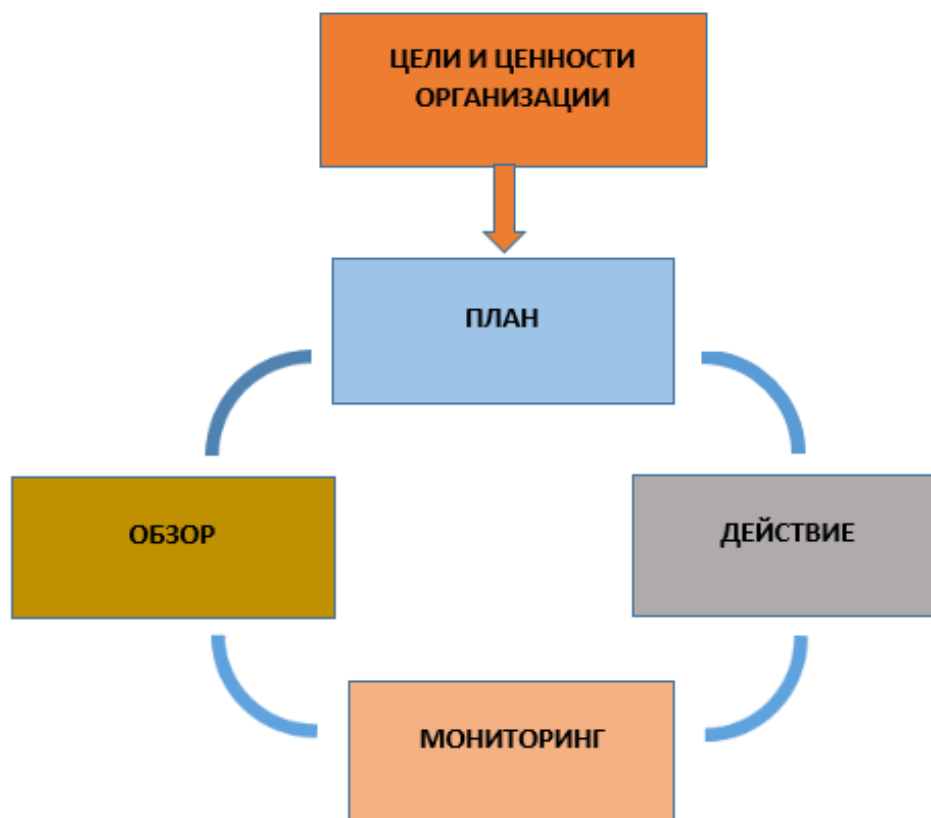 ЦЕЛИ И ЦЕННОСТИ
ОРГАНИЗАЦИИ
ПЛАН
ОБЗОР
ДЕЙСТВИЕ
МОНИТОРИНГ